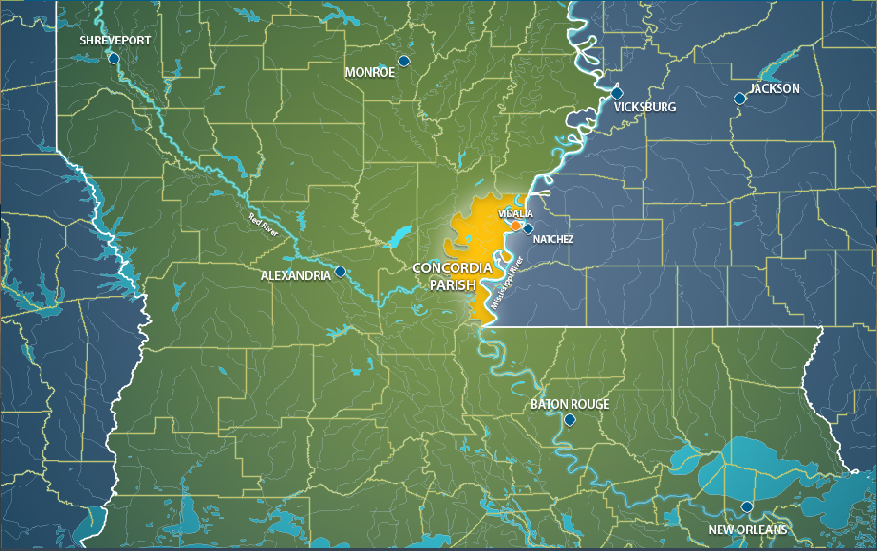 SHREVEPORT
MONROE
JACKSON
VICKSBURG
VIDALIA
NATCHEZ
Red River
ALEXANDRIA
CONCORDIA
PARISH
Mississippi River
BATON ROUGE
NEW ORLEANS